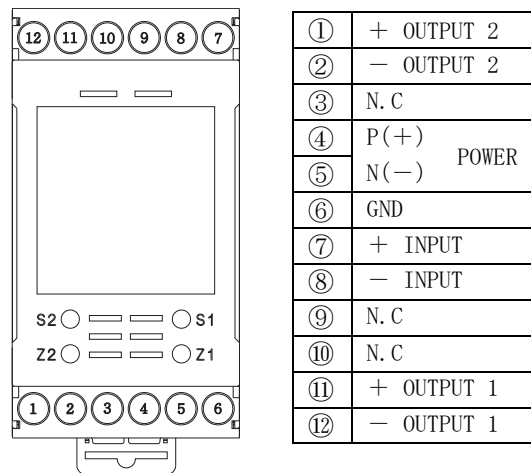 12 11 10 9 8 7
S2 S1
Z2 Z1
1 2 3 4 5 6
① + OUTPUT 2
② − OUTPUT 2
③ N.C
④ P(+)
POWER
⑤ N(−)
⑥ GND
⑦ + INPUT
⑧ − INPUT
⑨ N.C
⑩ N.C
⑪ + OUTPUT 1
⑫ − OUTPUT 1